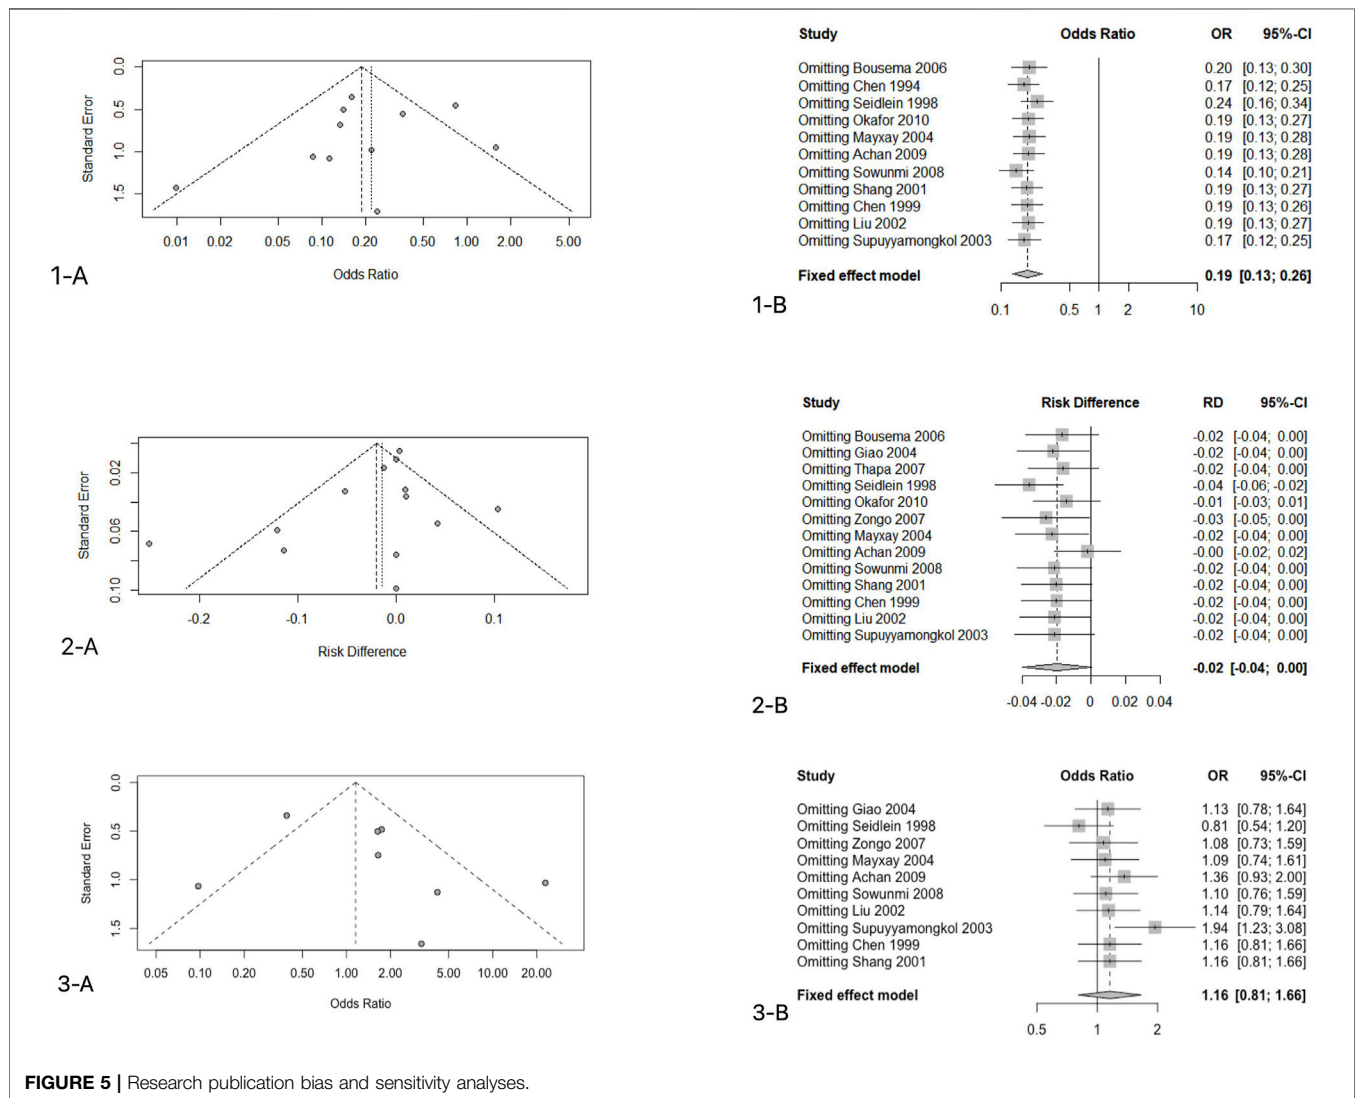 Standard Error
0.0
0.5
1.0
1.5
0.01 0.02 0.05 0.10 0.20 0.50 1.00 2.00 5.00
Odds Ratio
1-A
Study Odds Ratio OR 95%-CI
Omitting Bousema 2006 0.20 [0.13; 0.30]
Omitting Chen 1994 0.17 [0.12; 0.25]
Omitting Seidlein 1998 0.24 [0.16; 0.34]
Omitting Okafor 2010 0.19 [0.13; 0.27]
Omitting Mayxay 2004 0.19 [0.13; 0.28]
Omitting Achan 2009 0.19 [0.13; 0.28]
Omitting Sowunmi 2008 0.14 [0.10; 0.21]
Omitting Shang 2001 0.19 [0.13; 0.27]
Omitting Chen 1999 0.19 [0.13; 0.26]
Omitting Liu 2002 0.19 [0.13; 0.27]
Omitting Supuyyamongkol 2003 0.17 [0.12; 0.25]
Fixed effect model 0.19 [0.13; 0.26]
0.1 0.5 1 2 10
1-B
Standard Error
0.02
0.06
0.10
-0.2 -0.1 0.0 0.1
Risk Difference
2-A
Study Risk Difference RD 95%-CI
Omitting Bousema 2006 -0.02 [-0.04; 0.00]
Omitting Giao 2004 -0.02 [-0.04; 0.00]
Omitting Thapa 2007 -0.02 [-0.04; 0.00]
Omitting Seidlein 1998 -0.04 [-0.06; -0.02]
Omitting Okafor 2010 -0.01 [-0.03; 0.01]
Omitting Zongo 2007 -0.03 [-0.05; 0.00]
Omitting Mayxay 2004 -0.02 [-0.04; 0.00]
Omitting Achan 2009 -0.00 [-0.02; 0.02]
Omitting Sowunmi 2008 -0.02 [-0.04; 0.00]
Omitting Shang 2001 -0.02 [-0.04; 0.00]
Omitting Chen 1999 -0.02 [-0.04; 0.00]
Omitting Liu 2002 -0.02 [-0.04; 0.00]
Omitting Supuyyamongkol 2003 -0.02 [-0.04; 0.00]
Fixed effect model -0.02 [-0.04; 0.00]
-0.04 -0.02 0 0.02 0.04
2-B
Standard Error
0.0
0.5
1.0
1.5
0.05 0.10 0.20 0.50 1.00 2.00 5.00 10.00 20.00
Odds Ratio
3-A
Study Odds Ratio OR 95%-CI
Omitting Giao 2004 1.13 [0.78; 1.64]
Omitting Seidlein 1998 0.81 [0.54; 1.20]
Omitting Zongo 2007 1.08 [0.73; 1.59]
Omitting Mayxay 2004 1.09 [0.74; 1.61]
Omitting Achan 2009 1.36 [0.93; 2.00]
Omitting Sowunmi 2008 1.10 [0.76; 1.59]
Omitting Liu 2002 1.14 [0.79; 1.64]
Omitting Supuyyamongkol 2003 1.94 [1.23; 3.08]
Omitting Chen 1999 1.16 [0.81; 1.66]
Omitting Shang 2001 1.16 [0.81; 1.66]
Fixed effect model 1.16 [0.81; 1.66]
0.5 1 2
3-B
FIGURE 5 | Research publication bias and sensitivity analyses.